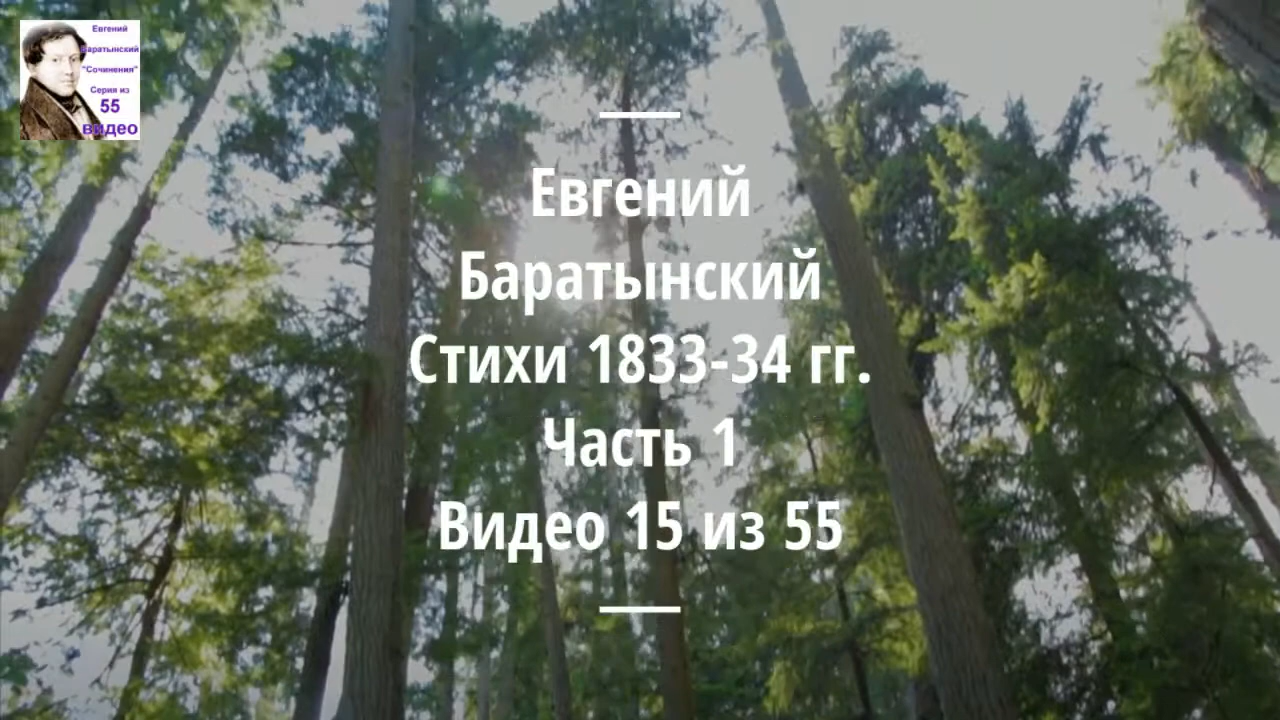 Евгений
Баратынский
"Сочинения"
Серия из
55
видео
Евгений
Баратынский
Стихи 1833-34 гг.
Часть 1
Видео 15 из 55